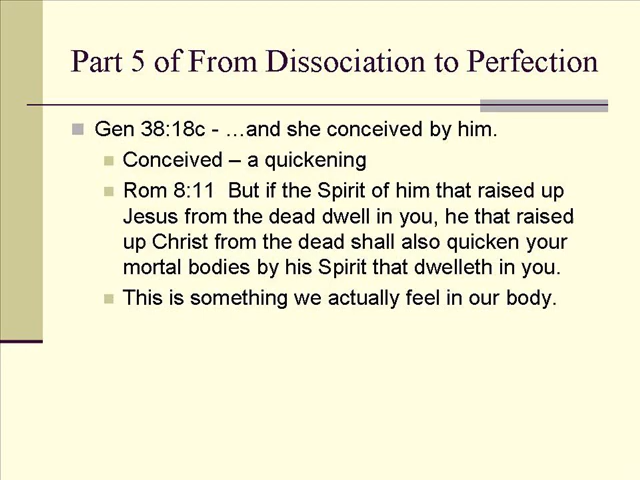 Part 5 of From Dissociation to Perfection
Gen 38:18c - …and she conceived by him.
Conceived – a quickening
Rom 8:11  But if the Spirit of him that raised up
Jesus from the dead dwell in you, he that raised
up Christ from the dead shall also quicken your
mortal bodies by his Spirit that dwelleth in you.
This is something we actually feel in our body.